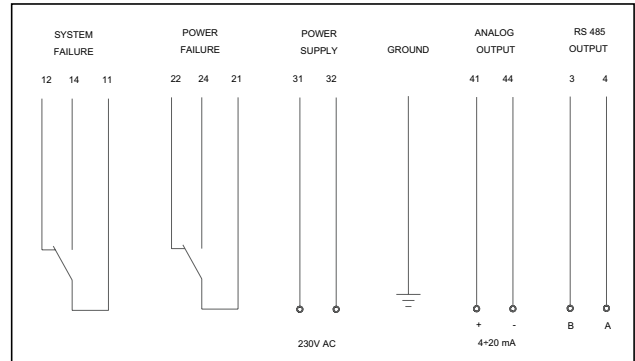 SYSTEM
FAILURE
POWER
FAILURE
POWER
SUPPLY
GROUND
ANALOG
OUTPUT
RS 485
OUTPUT
12 14 11 22 24 21 31 32 41 44 3 4
+ - B A
230V AC 4÷20 mA